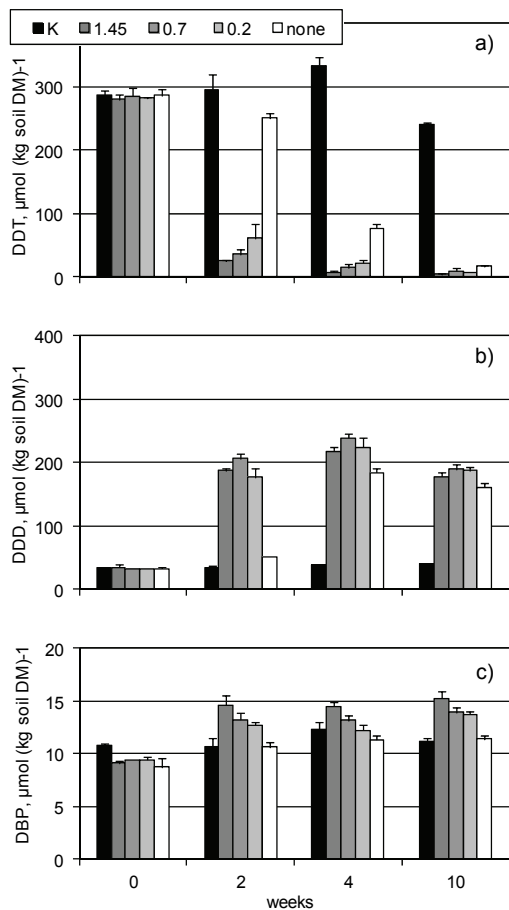 K 1.45 0.7 0.2 none
a)
300
200
100
0
DDT, µmol (kg soil DM)-1
b)
400
300
200
100
0
DDD, µmol (kg soil DM)-1
c)
20
15
10
5
0
DBP, µmol (kg soil DM)-1
0 2 4 10
weeks